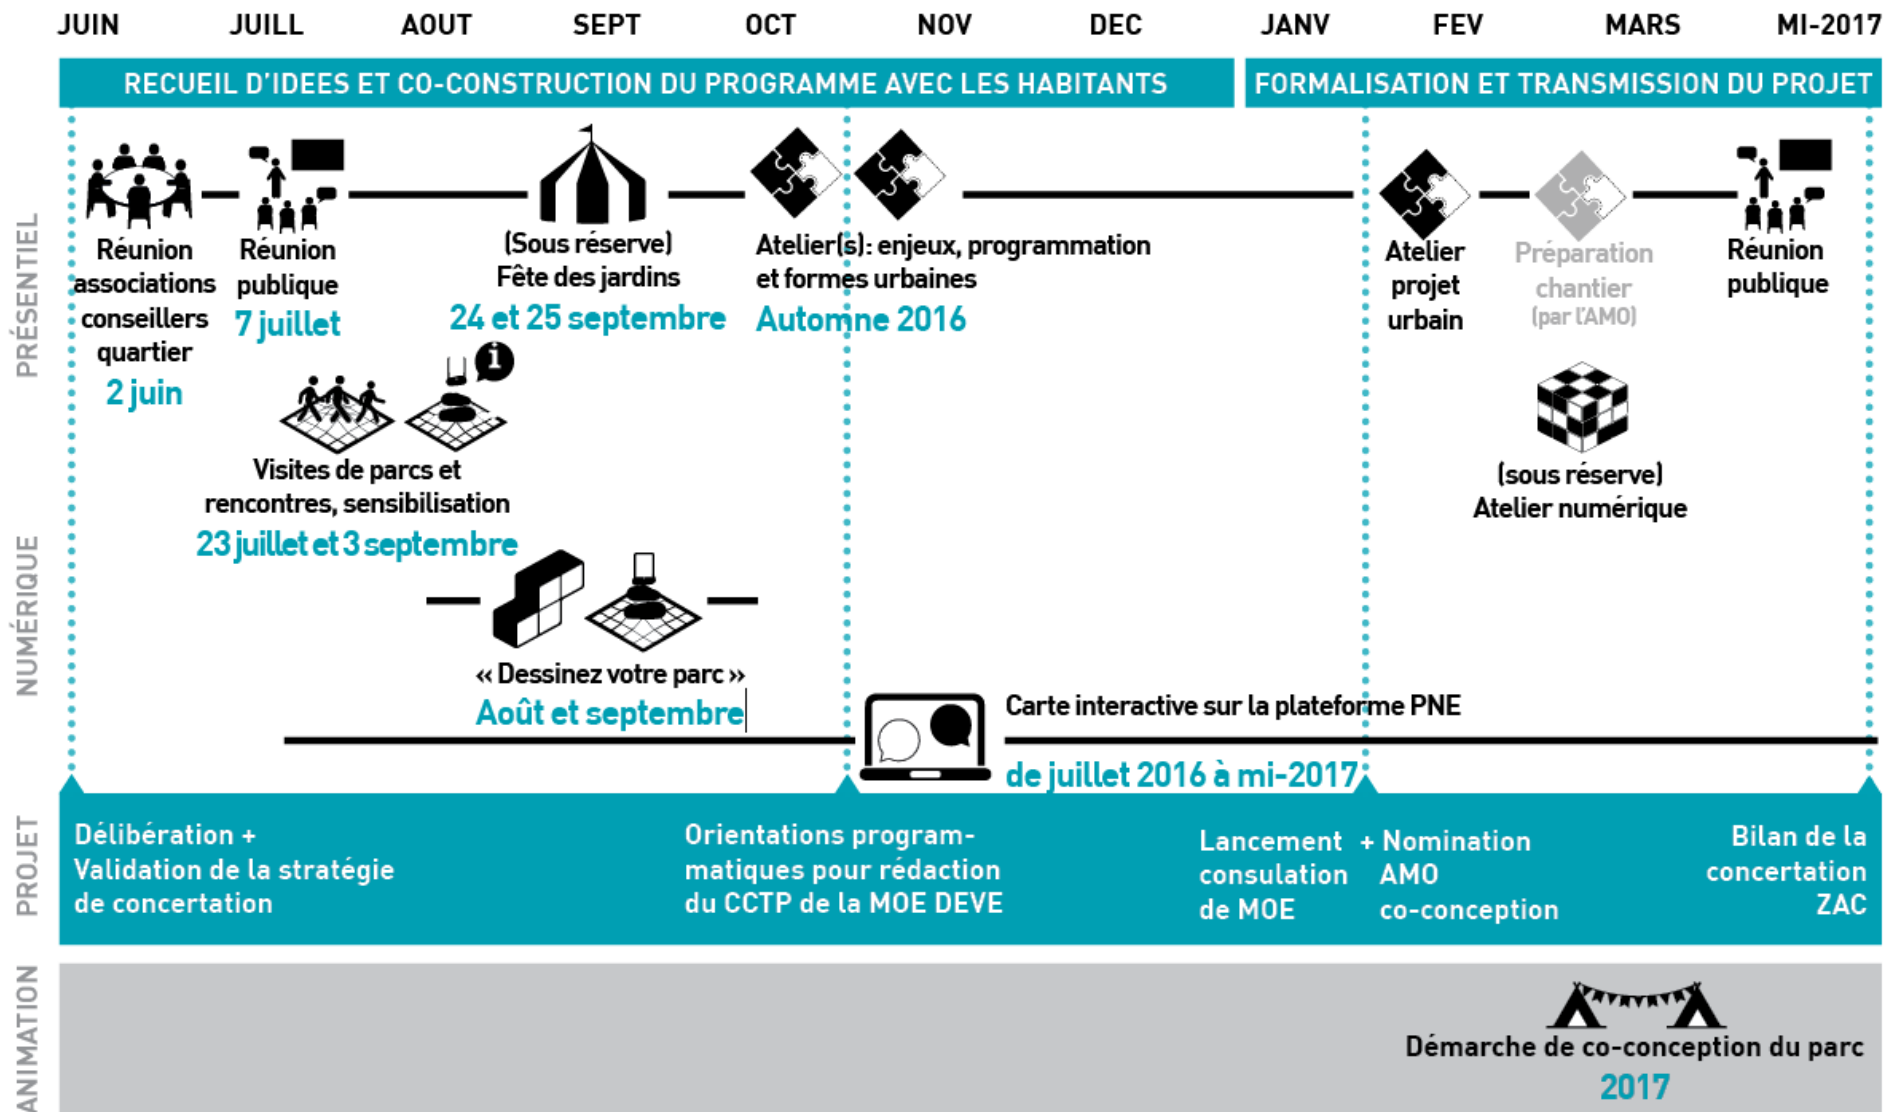 JUIN JUILL AOUT SEPT OCT NOV DEC JANV FEV MARS MI-2017
RECUEIL D'IDEES ET CO-CONSTRUCTION DU PROGRAMME AVEC LES HABITANTS
FORMALISATION ET TRANSMISSION DU PROJET
PRÉSENTIEL
Réunion
associations
conseillers
quartier
2 juin
Réunion
publique
7 juillet
(Sous réserve)
Fête des jardins
24 et 25 septembre
Atelier(s): enjeux, programmation
et formes urbaines
Automne 2016
Atelier
projet
urbain
Préparation
chantier
(par l'AMO)
Réunion
publique
i
Visites de parcs et
rencontres, sensibilisation
23 juillet et 3 septembre
(sous réserve)
Atelier numérique
NUMÉRIQUE
« Dessinez votre parc »
Août et septembre
Carte interactive sur la plateforme PNE
de juillet 2016 à mi-2017
PROJET
Délibération +
Validation de la stratégie
de concertation
Orientations program-
matiques pour rédaction
du CCTP de la MOE DEVE
Lancement
consulation
de MOE
+ Nomination
AMO
co-conception
Bilan de la
concertation
ZAC
ANIMATION
Démarche de co-conception du parc
2017